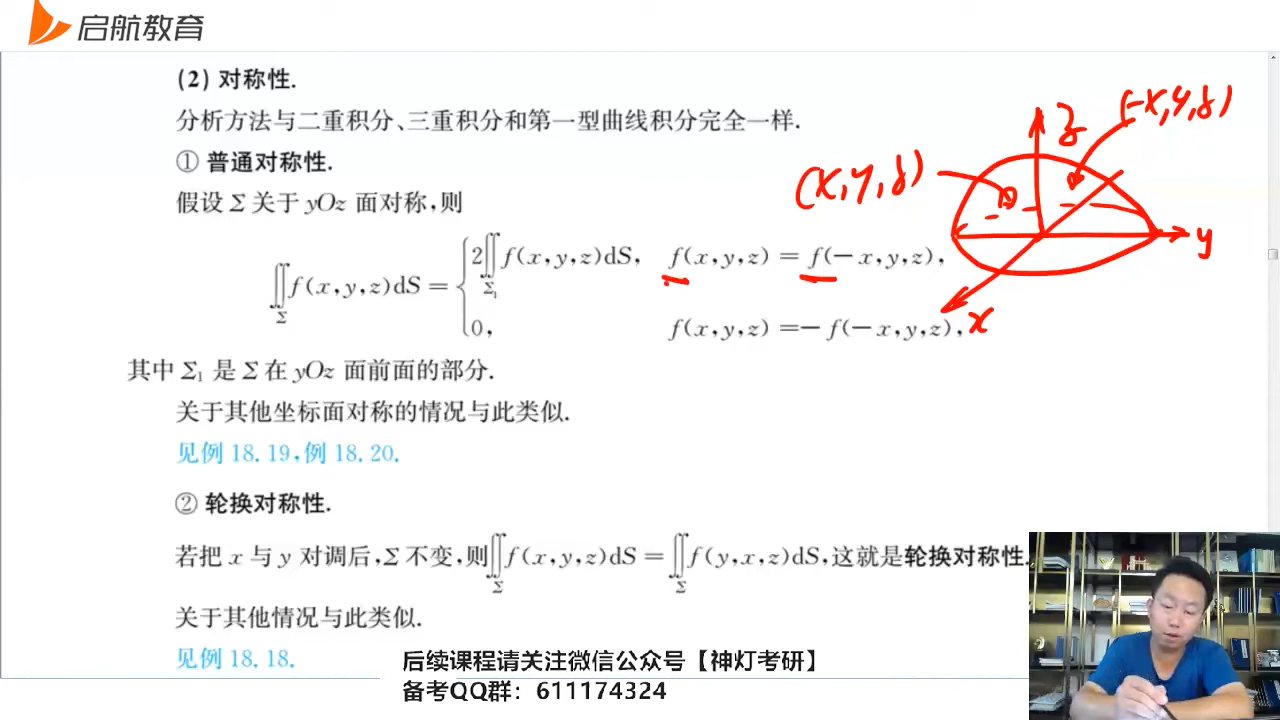 启航教育
(2) 对称性.
分析方法与二重积分、三重积分和第一型曲线积分完全一样.
① 普通对称性.
假设 Σ 关于 yOz 面对称,则
∬_Σ f(x,y,z)dS = { 2∬_Σ₁ f(x,y,z)dS, f(x,y,z) = f(-x,y,z),
0, f(x,y,z) = -f(-x,y,z),
其中 Σ₁ 是 Σ 在 yOz 面前面的部分.
关于其他坐标面对称的情况与此类似.
见例 18.19,例 18.20.
② 轮换对称性.
若把 x 与 y 对调后,Σ 不变,则∬_Σ f(x,y,z)dS = ∬_Σ f(y,x,z)dS,这就是轮换对称性.
关于其他情况与此类似.
见例 18.18.
(x,y,z)
(-x,y,z)
z
y
x
后续课程请关注微信公众号【神灯考研】
备考QQ群：611174324